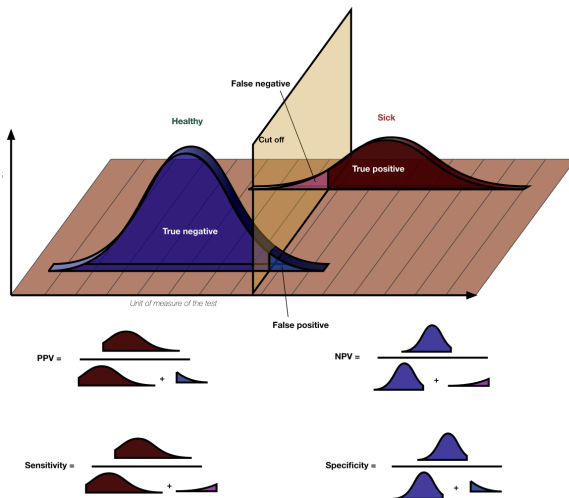 False negative
Healthy
Sick
Cut off
True positive
True negative
Unit of measure of the test
False positive
PPV =
+
NPV =
+
Sensitivity =
+
Specificity =
+